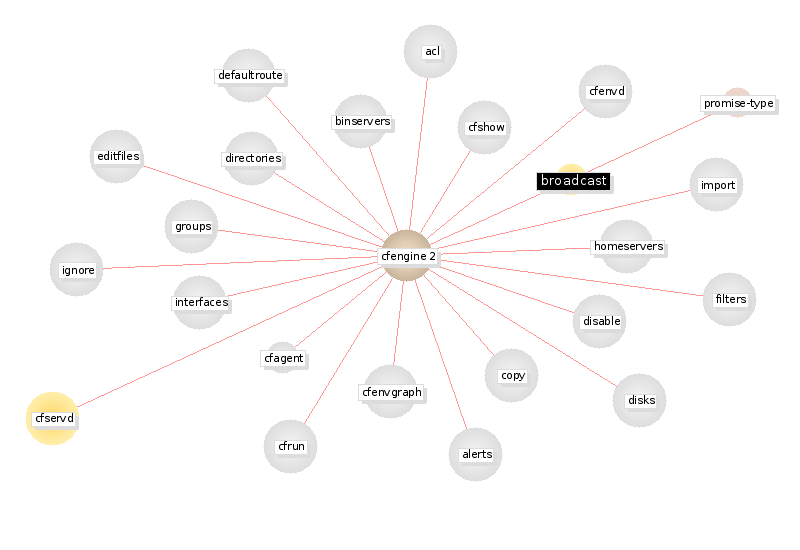 acl
defaultroute
cfenvd
promise-type
binservers
cfshow
editfiles
directories
broadcast
import
groups
homeservers
cfengine 2
ignore
interfaces
filters
disable
cfagent
copy
cfenvgraph
disks
cfservd
cfrun
alerts